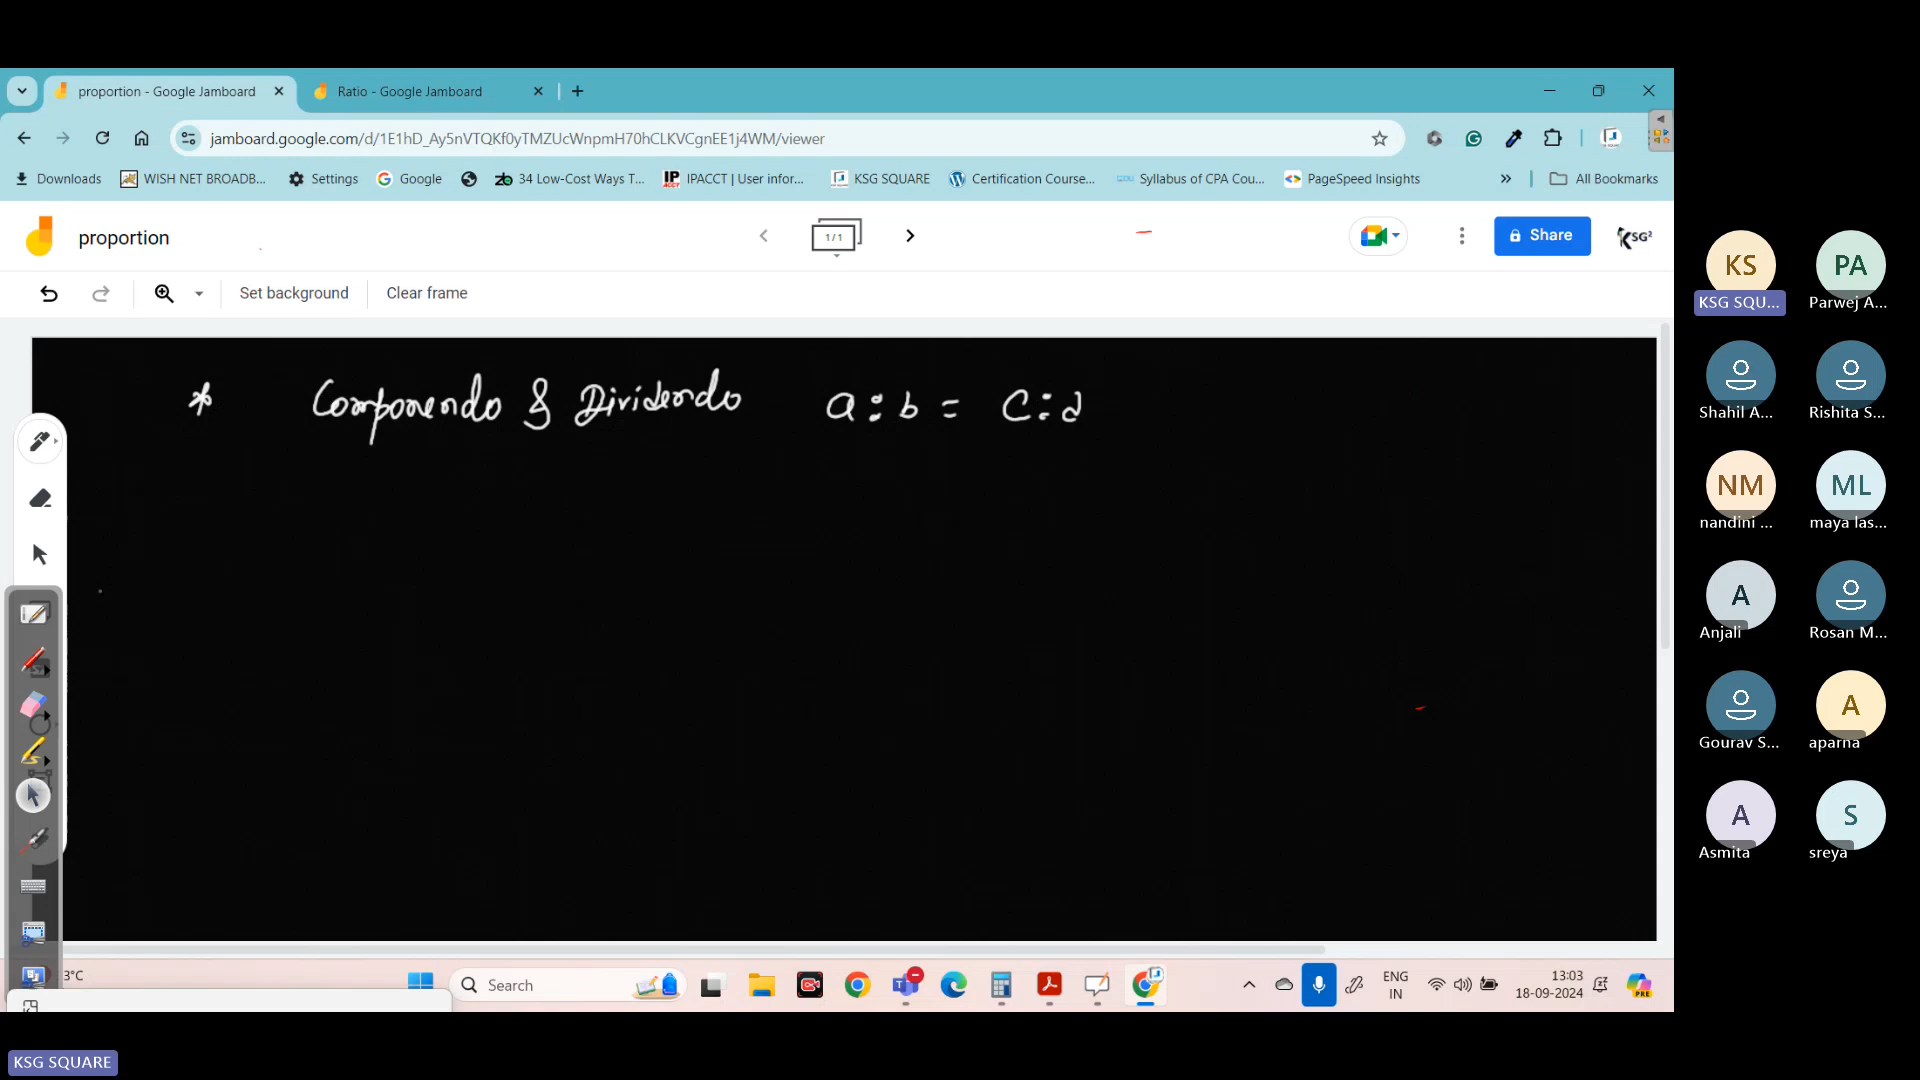 proportion - Google Jamboard
Ratio - Google Jamboard
jamboard.google.com/d/1E1hD_Ay5nVTQKf0yTMZUcWnpmH70hCLKVCgnEE1j4WM/viewer
Downloads WISH NET BROADB... Settings Google 34 Low-Cost Ways T... IPACCT | User infor... KSG SQUARE Certification Course... Syllabus of CPA Cou... PageSpeed Insights » All Bookmarks
proportion
1/1
Share
KSG²
Set background Clear frame
* Componendo & Dividendo a:b = c:d
KS
KSG SQU...
PA
Parwej A...
Shahil A...
Rishita S...
NM
nandini ...
ML
maya las...
A
Anjali
Rosan M...
Gourav S...
A
aparna
A
Asmita
S
sreya
3°C
Search
ENG
IN
13:03
18-09-2024
PRE
KSG SQUARE